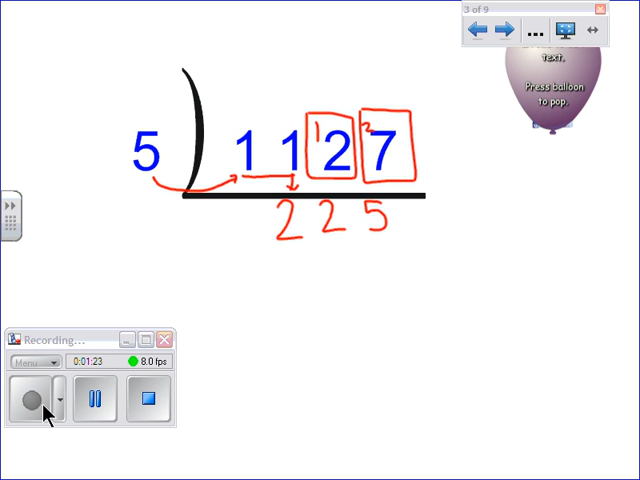 3 of 9
...
text.
Press balloon
to pop.
5 1 1 1 2 2 7
2 2 5
Recording...
Menu
0:01:23
8.0 fps